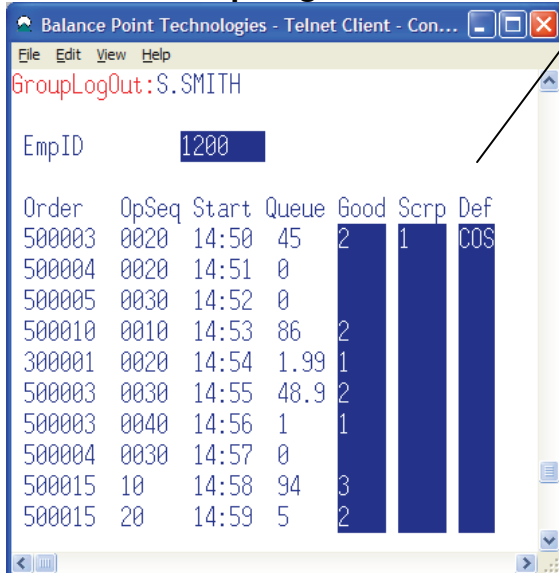 Balance Point Technologies - Telnet Client - Con...
File Edit View Help
GroupLogOut:S.SMITH
EmpID 1200
Order OpSeq Start Queue Good Scrp Def
500003 0020 14:50 45 2 1 COS
500004 0020 14:51 0
500005 0030 14:52 0
500010 0010 14:53 86 2
300001 0020 14:54 1.99 1
500003 0030 14:55 48.9 2
500003 0040 14:56 1 1
500004 0030 14:57 0
500015 10 14:58 94 3
500015 20 14:59 5 2